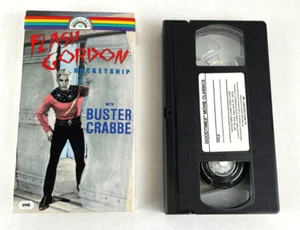 FLASH
GORDON
ROCKETSHIP
WITH
BUSTER
CRABBE
VHS
GOODTIMES MOVIE CLASSICS